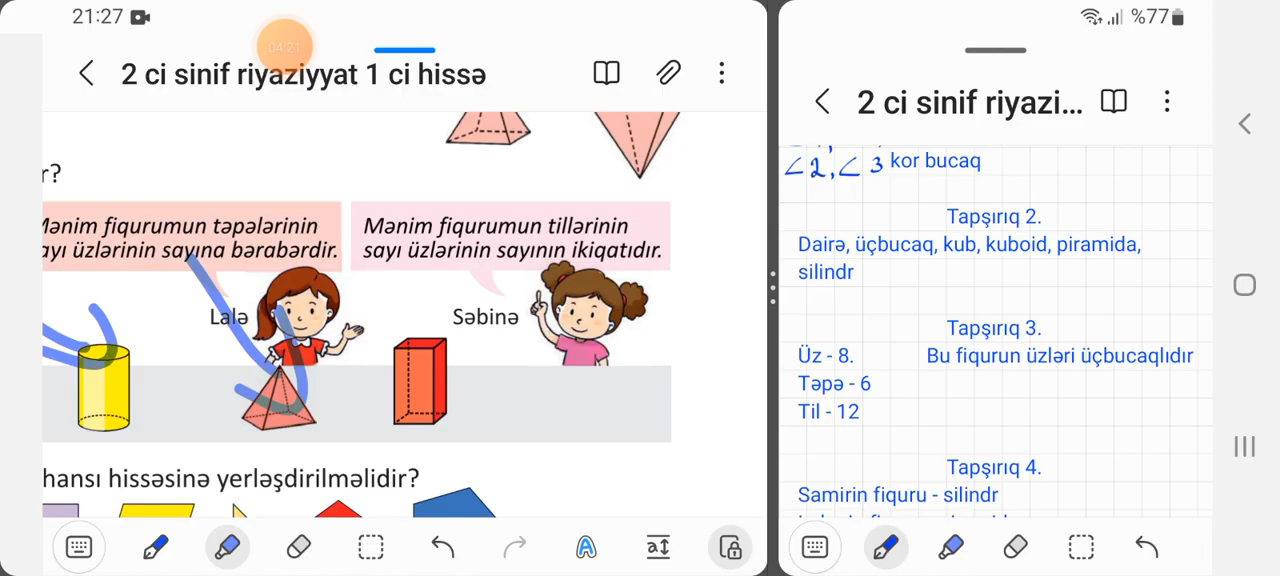 21:27
04:21
%77
2 ci sinif riyaziyyat 1 ci hissə
r?
Mənim fiqurumun təpələrinin
ayı üzlərinin sayına bərabərdir.
Mənim fiqurumun tillərinin
sayı üzlərinin sayının ikiqatıdır.
Lalə
Səbinə
hansı hissəsinə yerləşdirilməlidir?
2 ci sinif riyazi...
∠2, ∠3 kor bucaq
Tapşırıq 2.
Dairə, üçbucaq, kub, kuboid, piramida,
silindr
Tapşırıq 3.
Üz - 8. Bu fiqurun üzləri üçbucaqlıdır
Təpə - 6
Til - 12
Tapşırıq 4.
Samirin fiquru - silindr